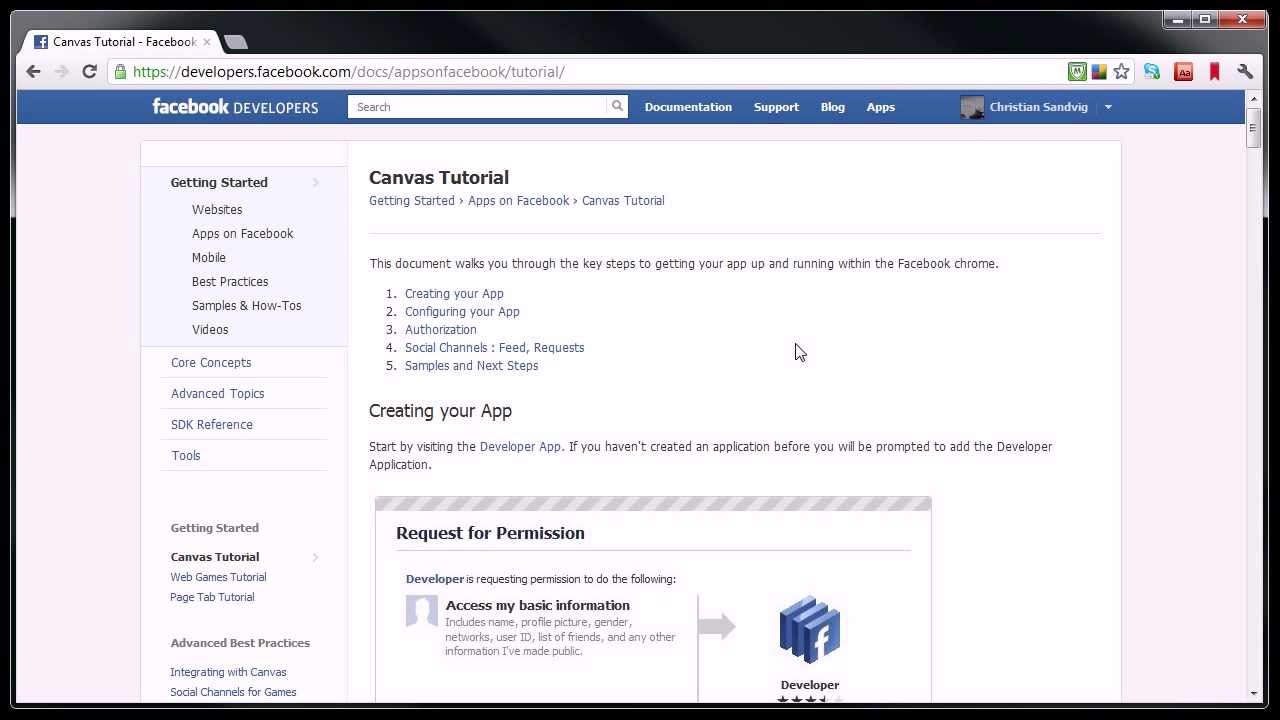 Canvas Tutorial - Facebook
https://developers.facebook.com/docs/appsonfacebook/tutorial/
Aa
facebook DEVELOPERS
Search
Documentation
Support
Blog
Apps
Christian Sandvig
Getting Started
Websites
Apps on Facebook
Mobile
Best Practices
Samples & How-Tos
Videos
Core Concepts
Advanced Topics
SDK Reference
Tools
Getting Started
Canvas Tutorial
Web Games Tutorial
Page Tab Tutorial
Advanced Best Practices
Integrating with Canvas
Social Channels for Games
Canvas Tutorial
Getting Started › Apps on Facebook › Canvas Tutorial
This document walks you through the key steps to getting your app up and running within the Facebook chrome.
1. Creating your App
2. Configuring your App
3. Authorization
4. Social Channels : Feed, Requests
5. Samples and Next Steps
Creating your App
Start by visiting the Developer App. If you haven't created an application before you will be prompted to add the Developer
Application.
Request for Permission
Developer is requesting permission to do the following:
Access my basic information
Includes name, profile picture, gender,
networks, user ID, list of friends, and any other
information I've made public.
Developer